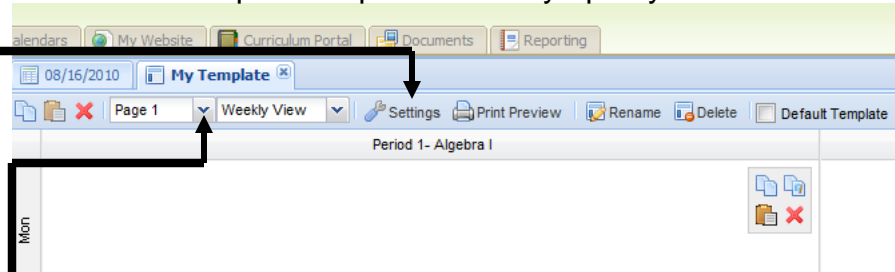 alendars My Website Curriculum Portal Documents Reporting
08/16/2010 My Template
Page 1 Weekly View Settings Print Preview Rename Delete Default Template
Period 1- Algebra I
Mon